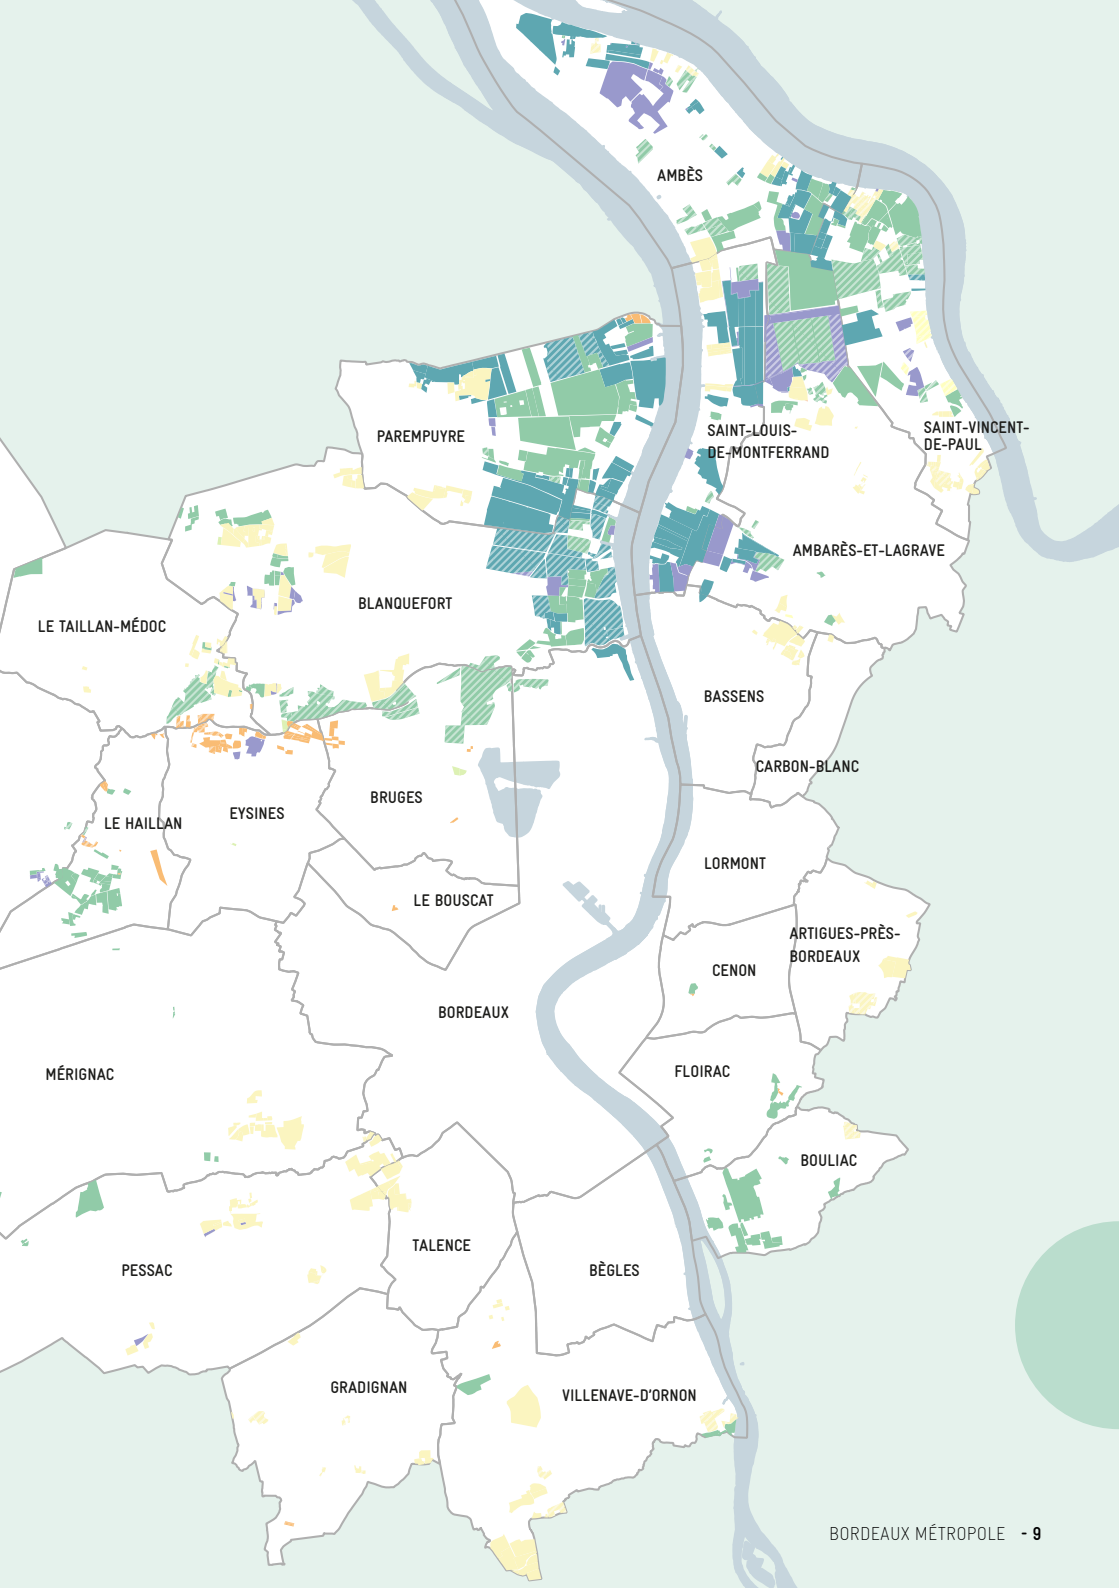 AMBÈS
PAREMPUYRE
SAINT-LOUIS-
DE-MONTFERRAND
SAINT-VINCENT-
DE-PAUL
AMBARÈS-ET-LAGRAVE
BLANQUEFORT
LE TAILLAN-MÉDOC
BASSENS
CARBON-BLANC
BRUGES
EYSINES
LE HAILLAN
LORMONT
LE BOUSCAT
ARTIGUES-PRÈS-
BORDEAUX
CENON
BORDEAUX
MÉRIGNAC
FLOIRAC
BOULIAC
TALENCE
PESSAC
BÈGLES
GRADIGNAN
VILLENAVE-D'ORNON
BORDEAUX MÉTROPOLE - 9